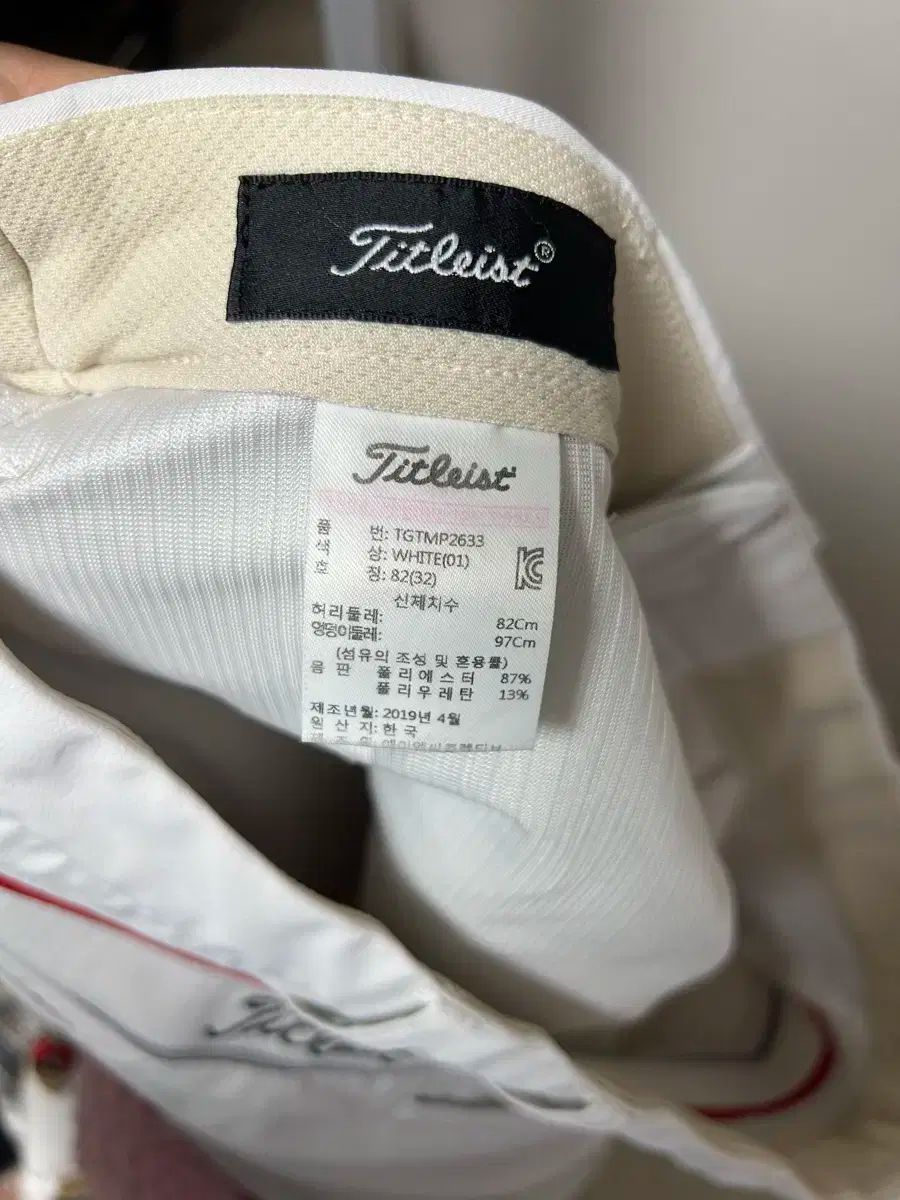 Titleist®
Titleist
품 번: TGTMP2633
색 상: WHITE(01)
호 칭: 82(32)
신체치수
허리둘레: 82Cm
엉덩이둘레: 97Cm
(섬유의 조성 및 혼용률)
몸 판 폴리에스터 87%
폴리우레탄 13%
제조년월: 2019년 4월
원 산 지: 한국
Titleist